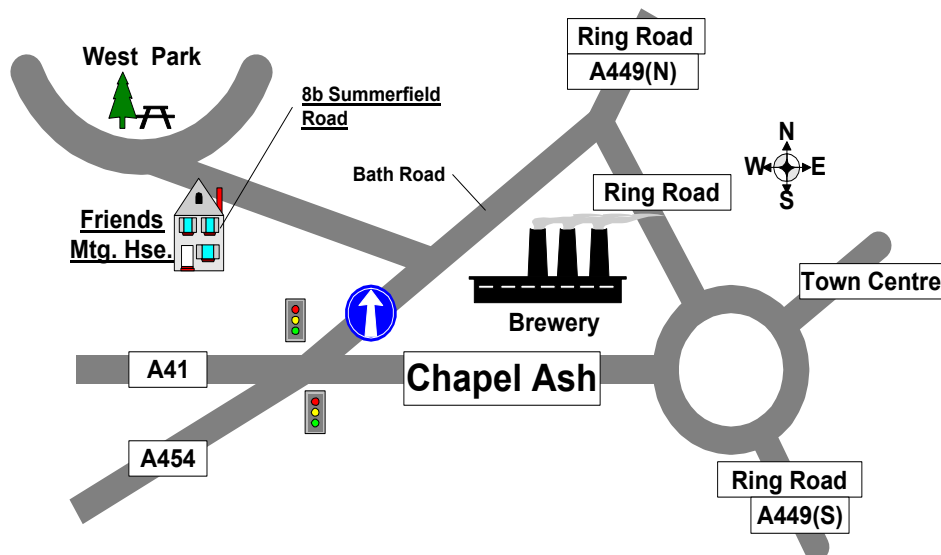 Ring Road
A449(N)
West Park
8b Summerfield
Road
N
W E
S
Bath Road
Ring Road
Friends
Mtg. Hse.
Town Centre
Brewery
A41
Chapel Ash
A454
Ring Road
A449(S)